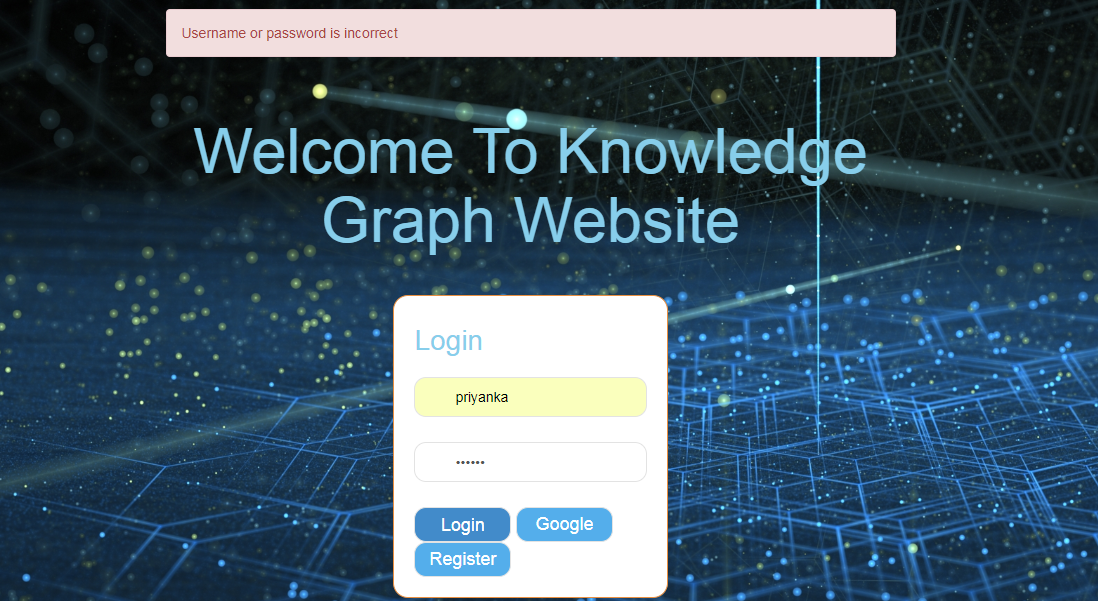 Username or password is incorrect
Welcome To Knowledge
Graph Website
Login
priyanka
••••••
Login Google
Register